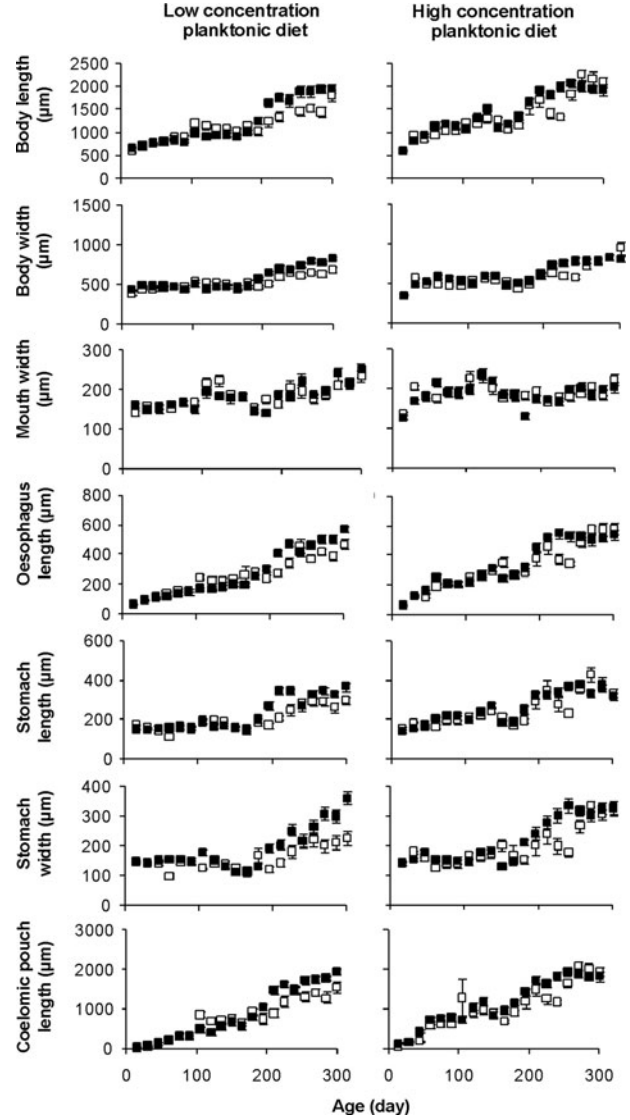 Low concentration planktonic diet
High concentration planktonic diet
Body length (µm)
2500
2000
1500
1000
500
0
Body width (µm)
1500
1000
500
0
Mouth width (µm)
300
200
100
0
Oesophagus length (µm)
800
600
400
200
0
Stomach length (µm)
600
400
200
0
Stomach width (µm)
400
300
200
100
0
Coelomic pouch length (µm)
3000
2000
1000
0
0 100 200 300
0 100 200 300
Age (day)